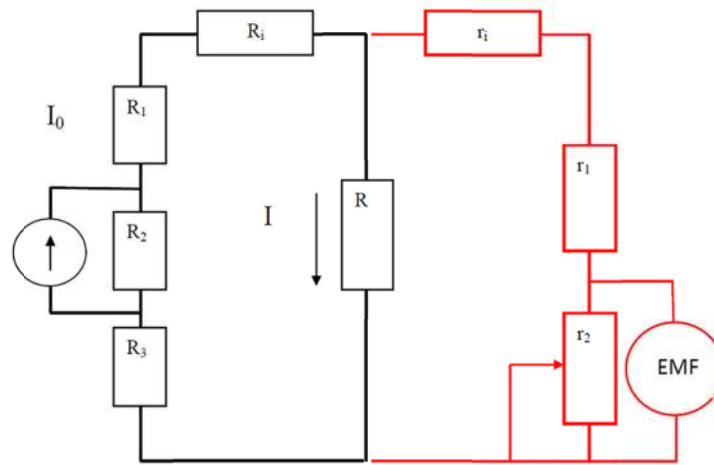 Rᵢ
rᵢ
R₁
I₀
r₁
R₂
I
R
R₃
r₂
EMF